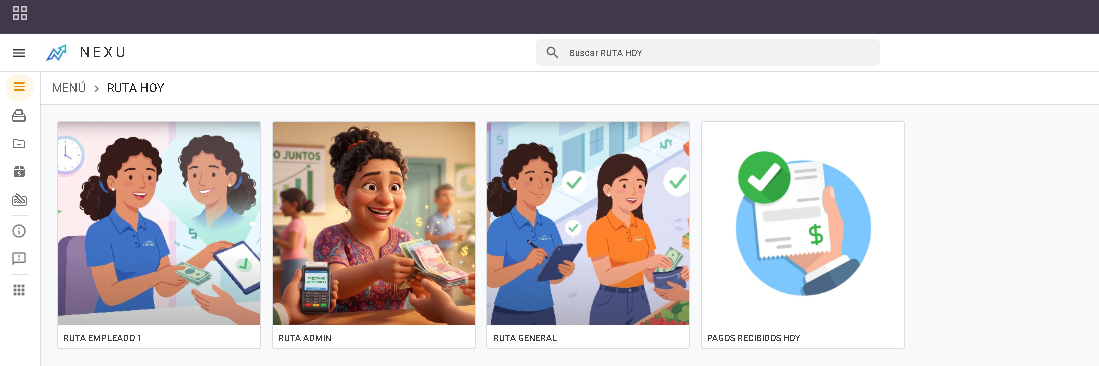 NEXU
Buscar RUTA HOY
MENÚ > RUTA HOY
O JUNTOS
RUTA EMPLEADO 1
RUTA ADMIN
RUTA GENERAL
PAGOS RECIBIDOS HOY